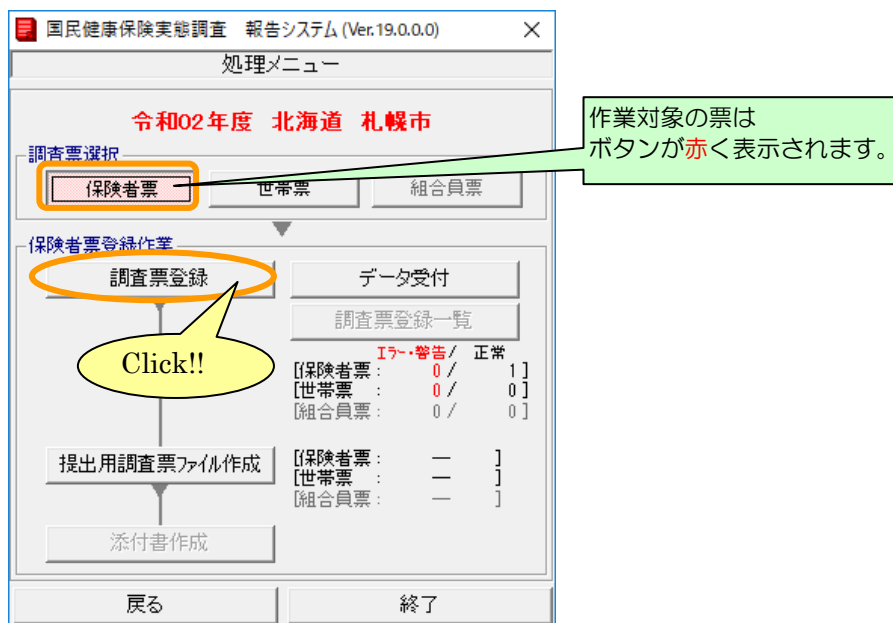 国民健康保険実態調査 報告システム (Ver.19.0.0.0)
処理メニュー
令和02年度 北海道 札幌市
作業対象の票は
ボタンが赤く表示されます。
調査票選択
保険者票 世帯票 組合員票
保険者票登録作業
調査票登録 データ受付
調査票登録一覧
Click!!
エラー・警告/ 正常
[保険者票: 0/ 1]
[世帯票 : 0/ 0]
[組合員票: 0/ 0]
提出用調査票ファイル作成
[保険者票: ― ]
[世帯票 : ― ]
[組合員票: ― ]
添付書作成
戻る 終了